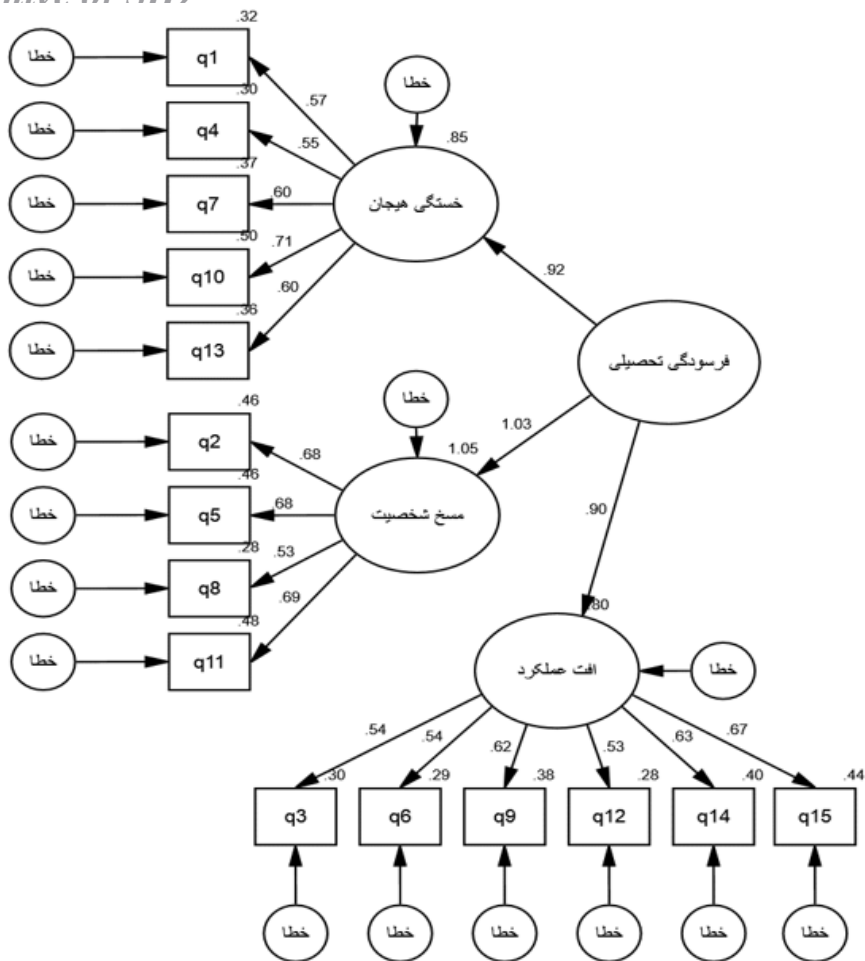 .32
خطا
q1
.57
خطا
.85
.30
خطا
q4
.55
.37
خطا
q7
.60
خستگی هیجان
.50
خطا
q10
.71
.36
خطا
q13
.60
.92
فرسودگی تحصیلی
خطا
1.03
1.05
.46
خطا
q2
.68
.46
خطا
q5
.68
مسخ شخصیت
.28
خطا
q8
.53
.48
خطا
q11
.69
.90
.80
افت عملکرد
خطا
.54
.54
.62
.53
.63
.67
.30
.29
.38
.28
.40
.44
q3
q6
q9
q12
q14
q15
خطا
خطا
خطا
خطا
خطا
خطا